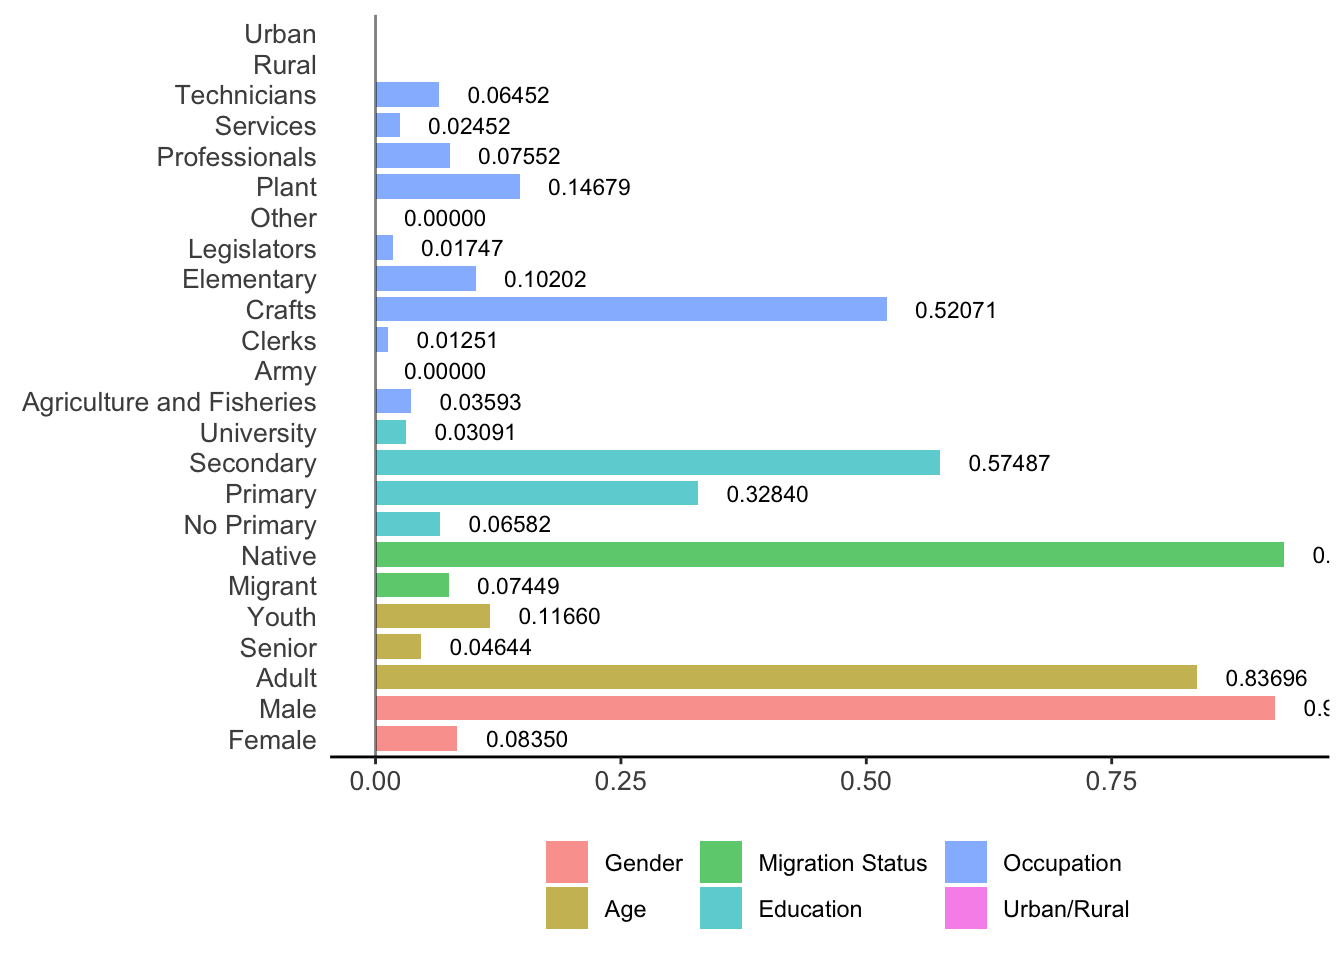 Urban
Rural
Technicians 0.06452
Services 0.02452
Professionals 0.07552
Plant 0.14679
Other 0.00000
Legislators 0.01747
Elementary 0.10202
Crafts 0.52071
Clerks 0.01251
Army 0.00000
Agriculture and Fisheries 0.03593
University 0.03091
Secondary 0.57487
Primary 0.32840
No Primary 0.06582
Native 0.
Migrant 0.07449
Youth 0.11660
Senior 0.04644
Adult 0.83696
Male 0.9
Female 0.08350
0.00 0.25 0.50 0.75
Gender Migration Status Occupation
Age Education Urban/Rural